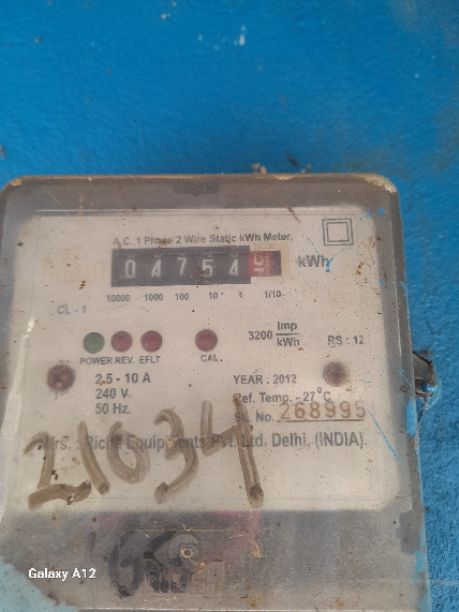 A.C. 1 Phase 2 Wire Static kWh Meter.
04754 kWh
10000 1000 100 10 1 1/10
CL - 1
3200 Imp/kWh
RS : 12
POWER REV. EFLT
CAL
2.5 - 10 A
240 V.
50 Hz.
YEAR : 2012
Ref. Temp. -27°C
SL. No. 268995
Equipments Pvt. Ltd. Delhi, (INDIA)
21034
Galaxy A12